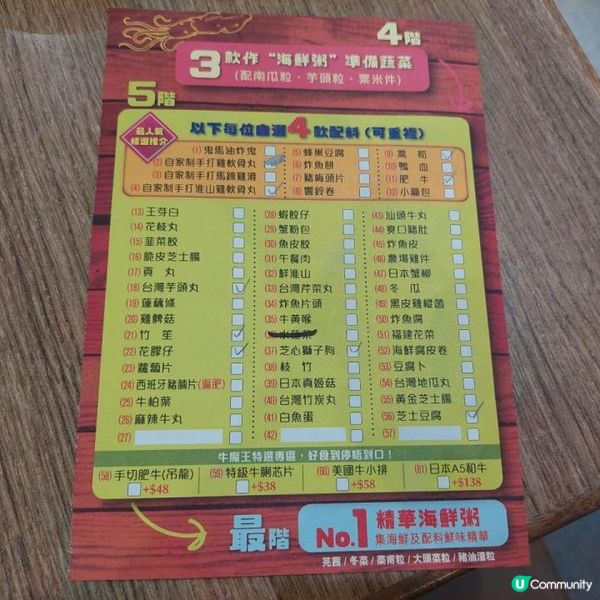 4階
3款作“海鮮粥”準備蔬菜
(配南瓜粒、芋頭粒、粟米件)
5階
最人氣
以下每位自選4款配料(可重複)
(1) 鬼馬油炸鬼 (5) 蜂巢豆腐 (9) 萵筍
(2) 自家制手打雞軟骨丸 (6) 炸魚餅 (10) 鴨血
(3) 自家制手打馬蹄雞滑 (7) 豬梅頭片 (11) 肥牛
(4) 自家制手打淮山雞軟骨丸 (8) 響鈴卷 (12) 小籠包
(13) 王芽白 (28) 蝦餃仔 (43) 汕頭牛丸
(14) 花枝丸 (29) 蟹粉包 (44) 爽口豬肚
(15) 韮菜餃 (30) 魚皮餃 (45) 炸魚皮
(16) 脆皮芝士腸 (31) 午餐肉 (46) 農場雞件
(17) 貢丸 (32) 鮮淮山 (47) 日本蟹柳
(18) 台灣芋頭丸 (33) 台灣芹菜丸 (48) 冬瓜
(19) 蓮藕條 (34) 炸魚片頭 (49) 黑皮雞樅菌
(20) 雞髀菇 (35) 牛黃喉 (50) 炸魚腐
(21) 竹笙 (51) 福建花菜
(22) 花膠仔 (37) 芝心獅子狗 (52) 海鮮腐皮卷
(23) 蘿蔔片 (38) 枝竹 (53) 豆腐卜
(24) 西班牙豬腩片(偏肥) (39) 日本真姬菇 (54) 台灣地瓜丸
(25) 牛柏葉 (40) 台灣竹炭丸 (55) 黃金芝士腸
(26) 麻辣牛丸 (41) 白魚蛋 (56) 芝士豆腐
(27) (42) (57)
牛魔王特選專區，好食到停唔到口！
(58) 手切肥牛(吊龍) (59) 特級牛𦟌芯片 (60) 美國牛小排 (61) 日本A5和牛
+$48 +$38 +$58 +$138
最階
No.1 精華海鮮粥
集海鮮及配料鮮味精華
芫茜/冬菜/菜甫粒/大頭菜粒/豬油渣粒
U Community